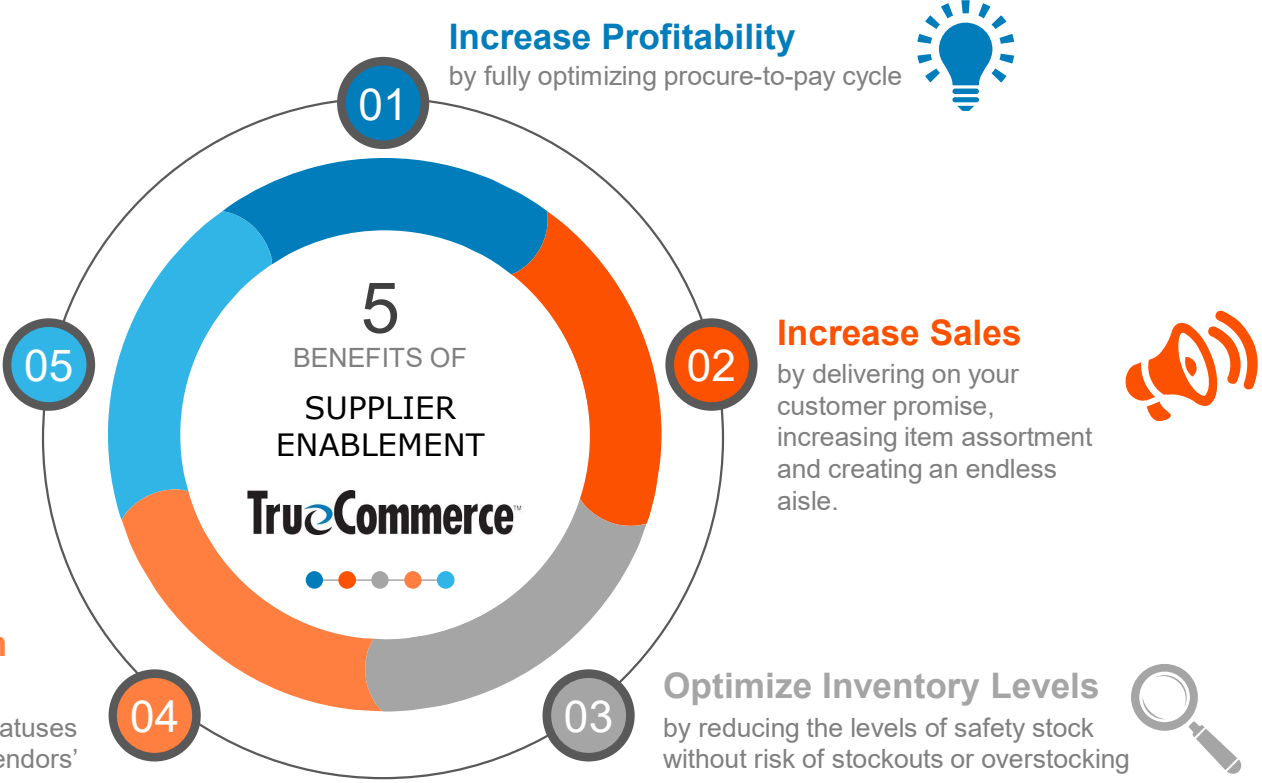 Increase Profitability
by fully optimizing procure-to-pay cycle
01
5
BENEFITS OF
SUPPLIER
ENABLEMENT
TrueCommerce™
05
02
Increase Sales
by delivering on your
customer promise,
increasing item assortment
and creating an endless
aisle.
04
03
Optimize Inventory Levels
by reducing the levels of safety stock
without risk of stockouts or overstocking